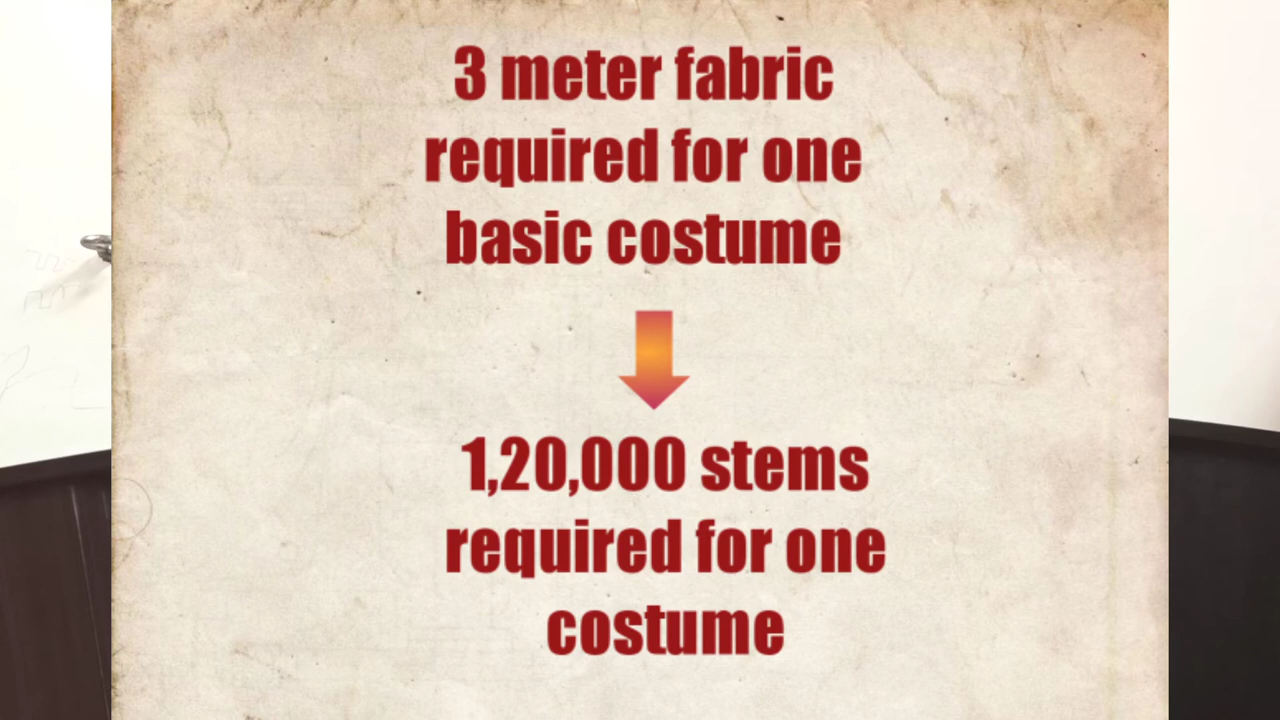 3 meter fabric
required for one
basic costume
1,20,000 stems
required for one
costume